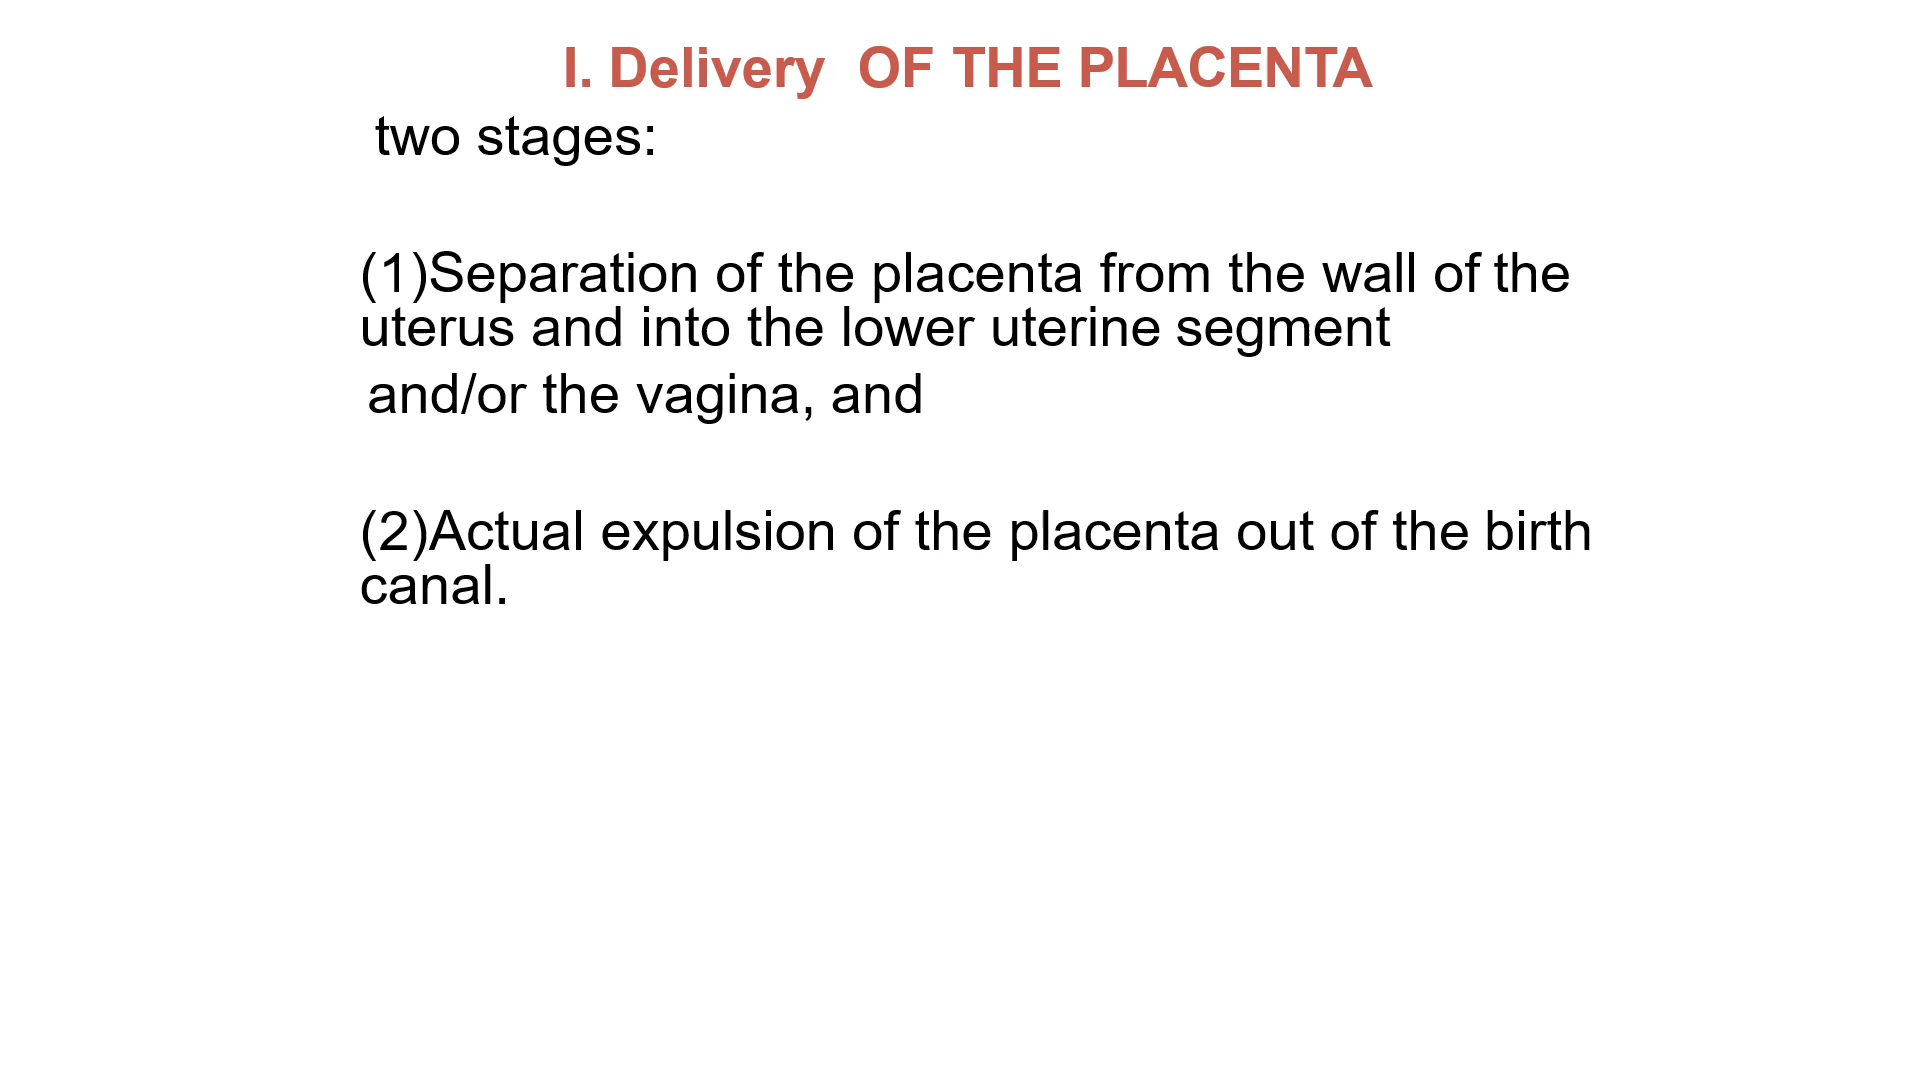 I. Delivery  OF THE PLACENTA
two stages:
(1)Separation of the placenta from the wall of the
uterus and into the lower uterine segment
and/or the vagina, and
(2)Actual expulsion of the placenta out of the birth
canal.